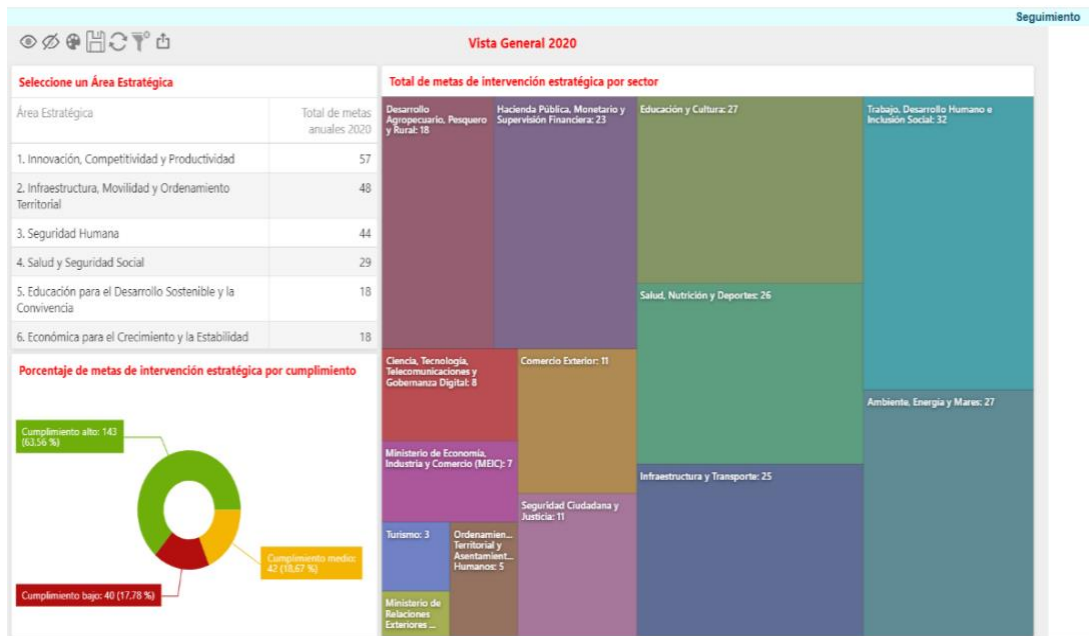 Seguimiento
Vista General 2020
Seleccione un Área Estratégica
Área Estratégica
Total de metas
anuales 2020
1. Innovación, Competitividad y Productividad
57
2. Infraestructura, Movilidad y Ordenamiento
Territorial
48
3. Seguridad Humana
44
4. Salud y Seguridad Social
29
5. Educación para el Desarrollo Sostenible y la
Convivencia
18
6. Económica para el Crecimiento y la Estabilidad
18
Porcentaje de metas de intervención estratégica por cumplimiento
Cumplimiento alto: 143
(63,56 %)
Cumplimiento medio:
42 (18,67 %)
Cumplimiento bajo: 40 (17,78 %)
Total de metas de intervención estratégica por sector
Desarrollo
Agropecuario, Pesquero
y Rural: 18
Hacienda Pública, Monetario y
Supervisión Financiera: 23
Educación y Cultura: 27
Trabajo, Desarrollo Humano e
Inclusión Social: 32
Salud, Nutrición y Deportes: 26
Ciencia, Tecnología,
Telecomunicaciones y
Gobernanza Digital: 8
Comercio Exterior: 11
Ambiente, Energía y Mares: 27
Ministerio de Economía,
Industria y Comercio (MEIC): 7
Infraestructura y Transporte: 25
Seguridad Ciudadana y
Justicia: 11
Turismo: 3
Ordenamien...
Territorial y
Asentamient...
Humanos: 5
Ministerio de
Relaciones
Exteriores ...